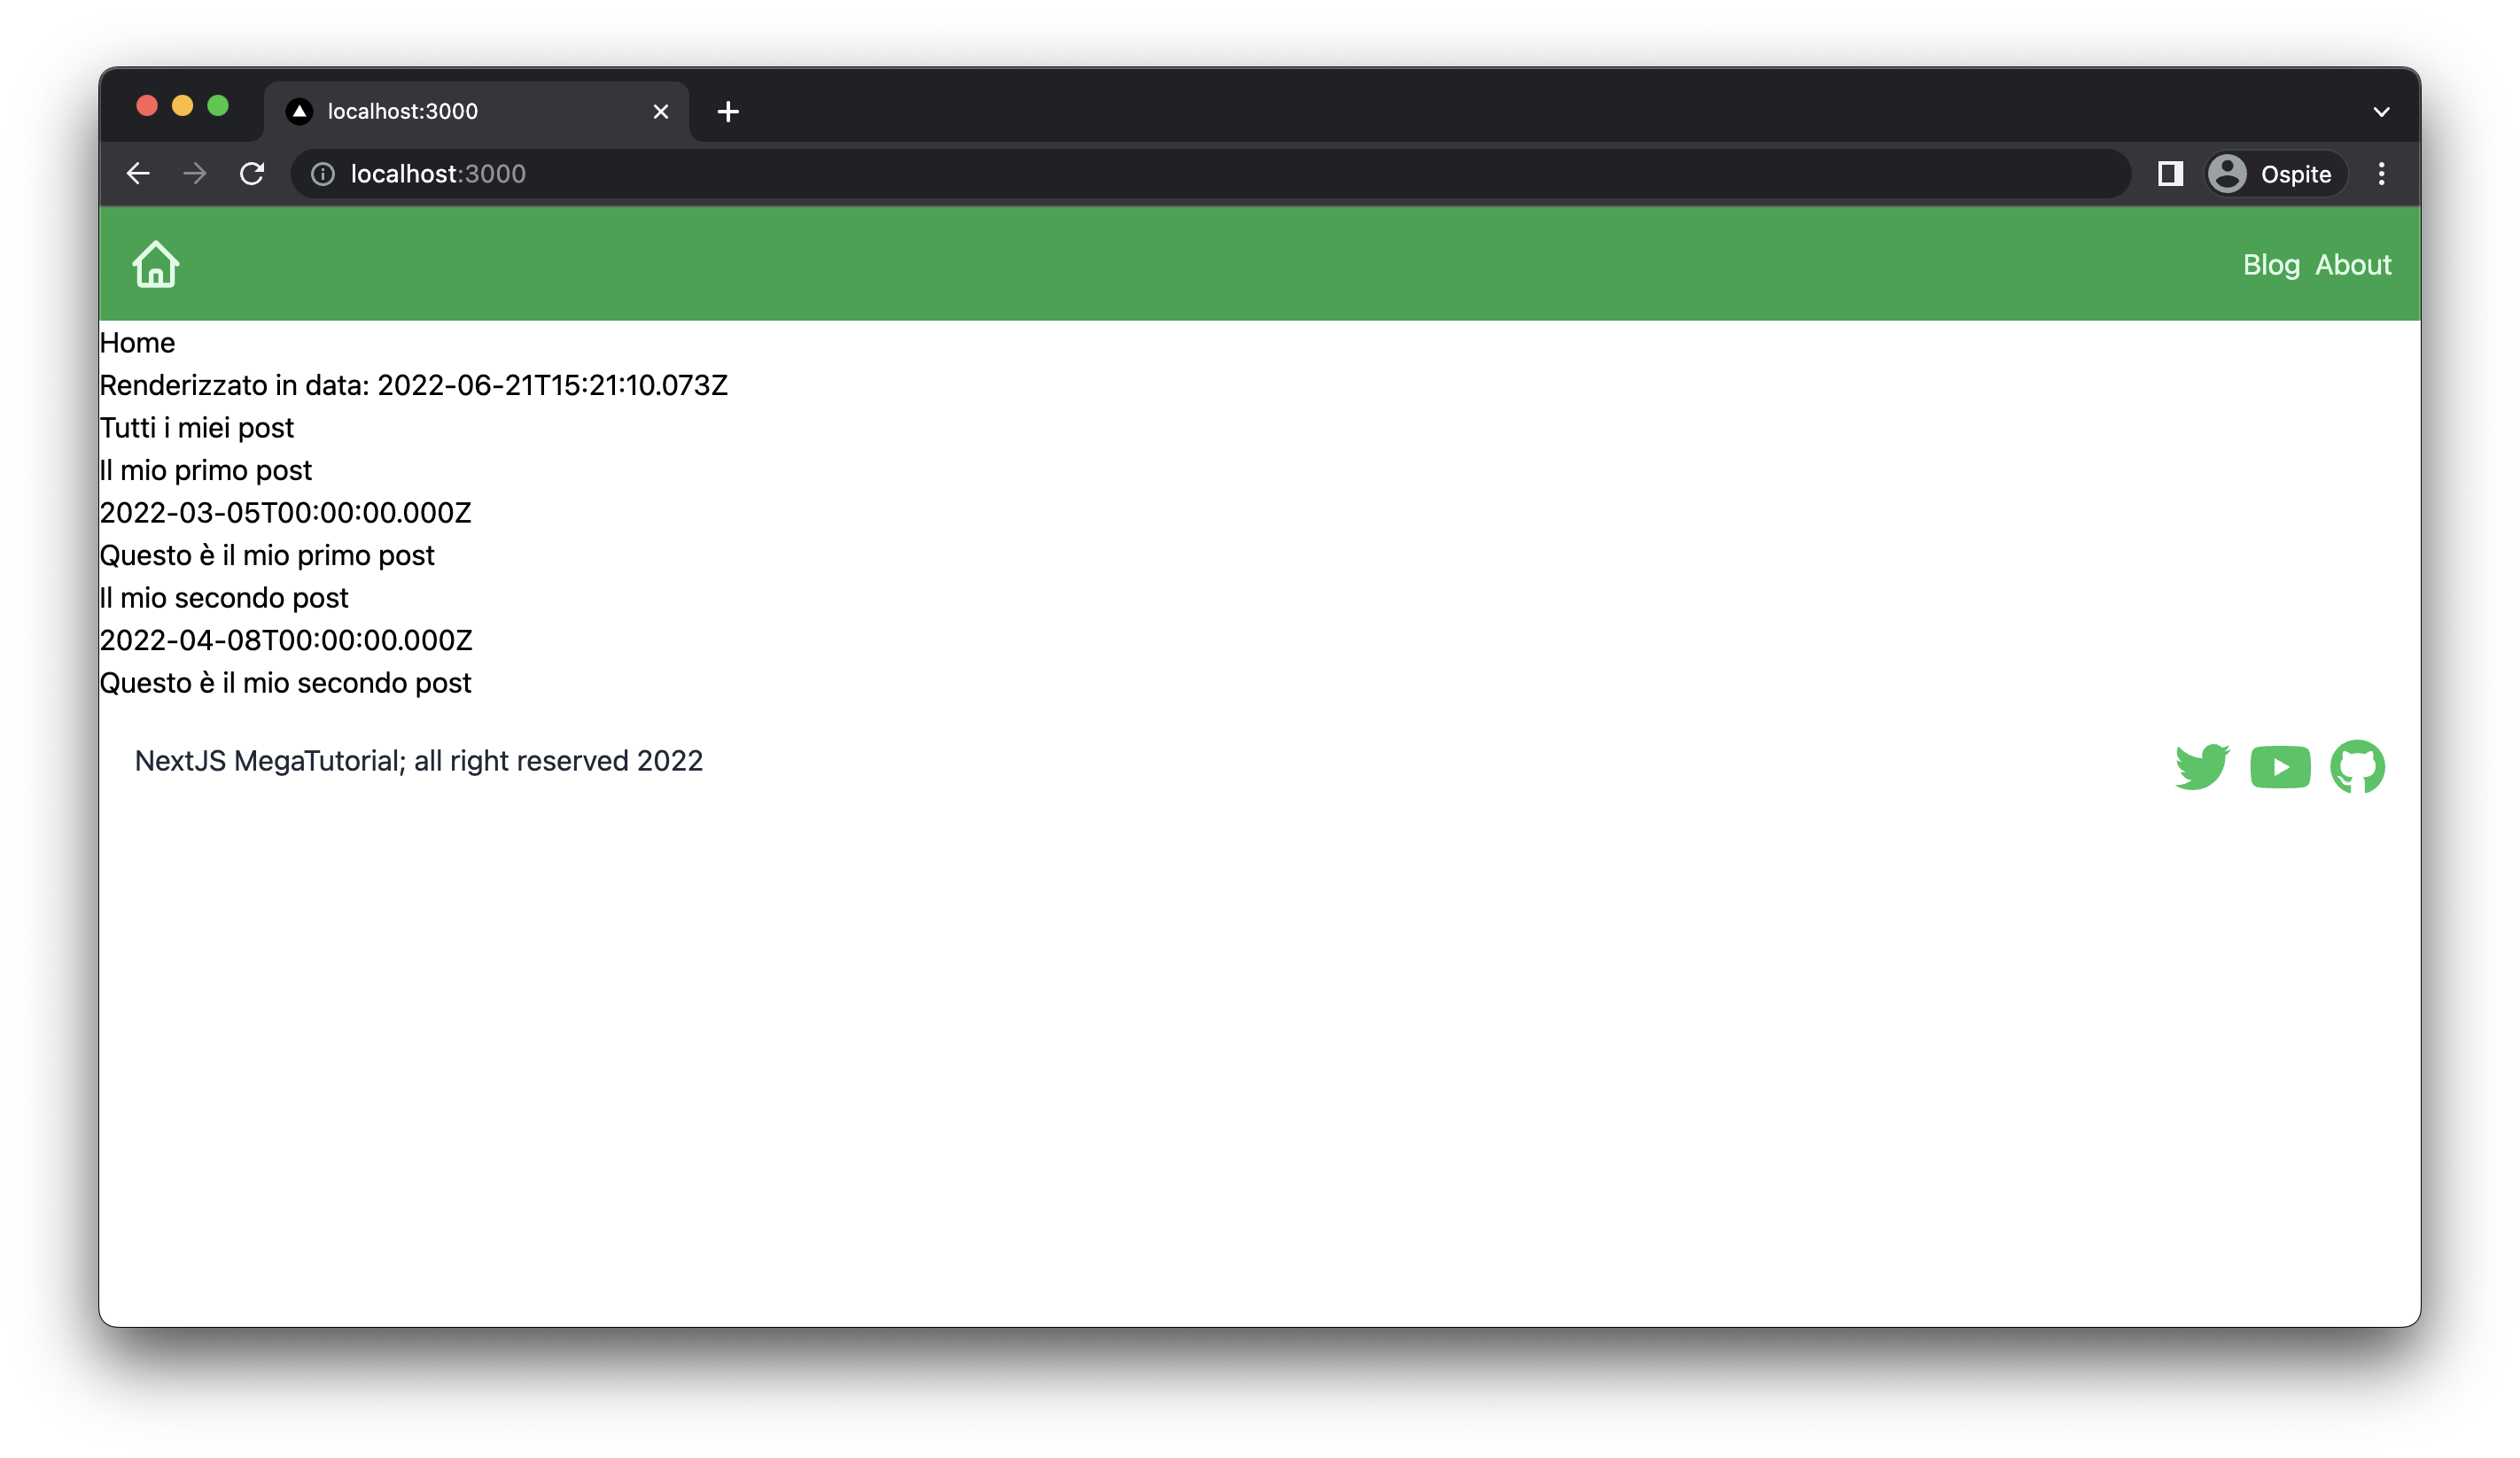 localhost:3000
localhost:3000
Ospite
Blog About
Home
Renderizzato in data: 2022-06-21T15:21:10.073Z
Tutti i miei post
Il mio primo post
2022-03-05T00:00:00.000Z
Questo è il mio primo post
Il mio secondo post
2022-04-08T00:00:00.000Z
Questo è il mio secondo post
NextJS MegaTutorial; all right reserved 2022